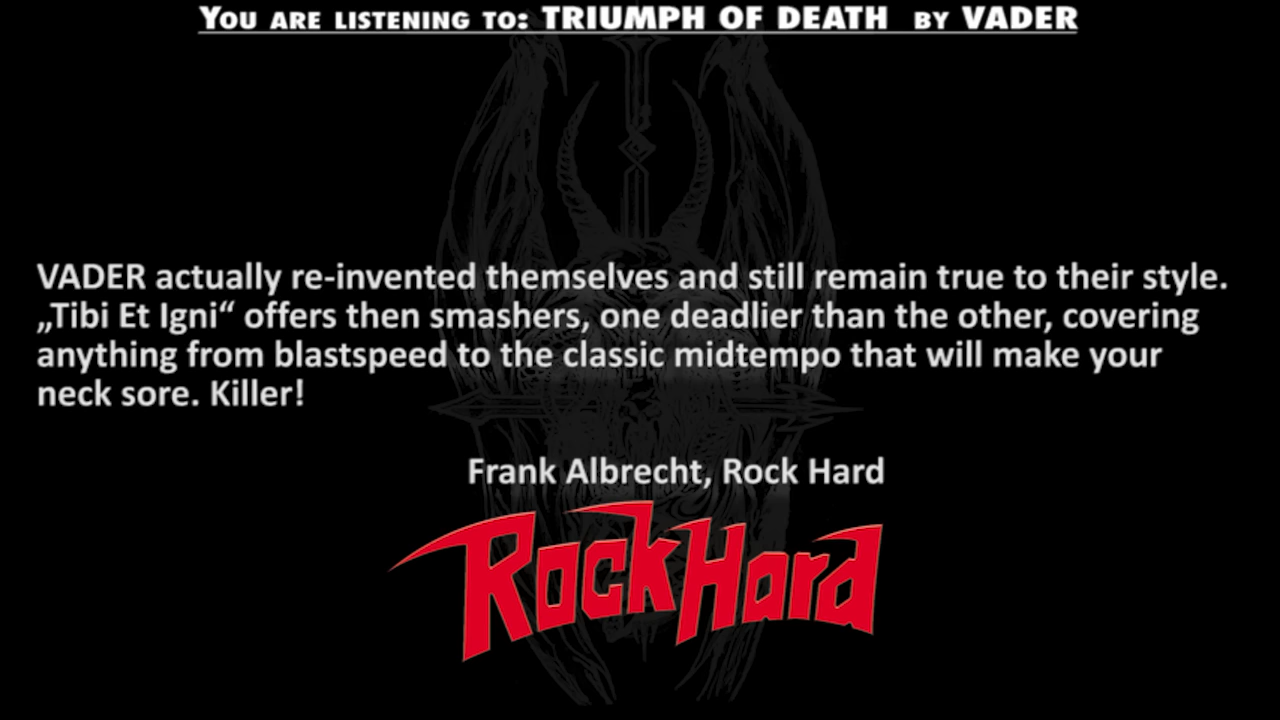 YOU ARE LISTENING TO: TRIUMPH OF DEATH BY VADER
VADER actually re-invented themselves and still remain true to their style.
„Tibi Et Igni“ offers then smashers, one deadlier than the other, covering
anything from blastspeed to the classic midtempo that will make your
neck sore. Killer!
Frank Albrecht, Rock Hard
RockHard